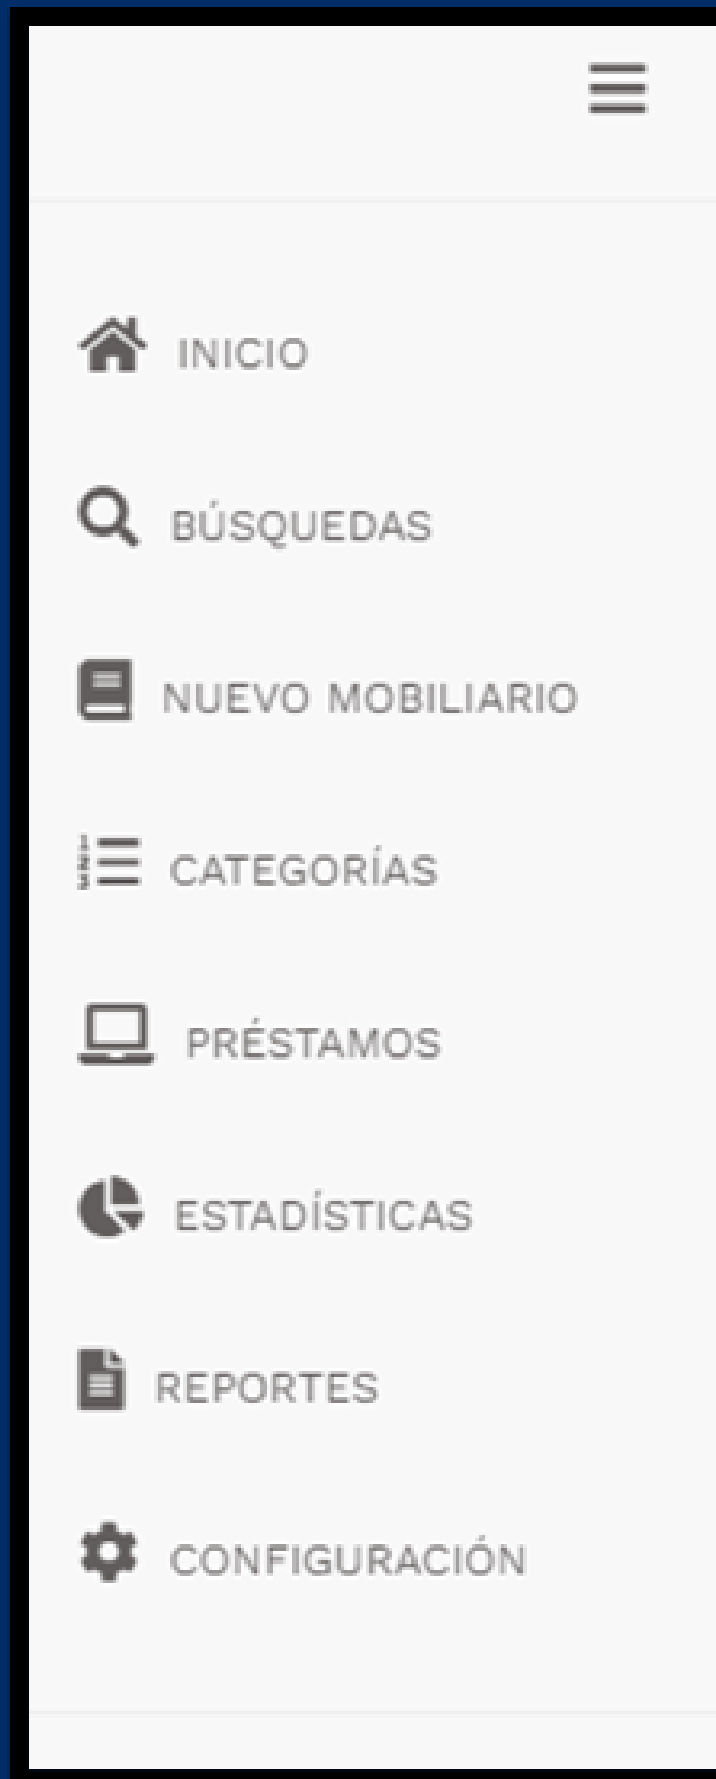 INICIO
BÚSQUEDAS
NUEVO MOBILIARIO
CATEGORÍAS
PRÉSTAMOS
ESTADÍSTICAS
REPORTES
CONFIGURACIÓN